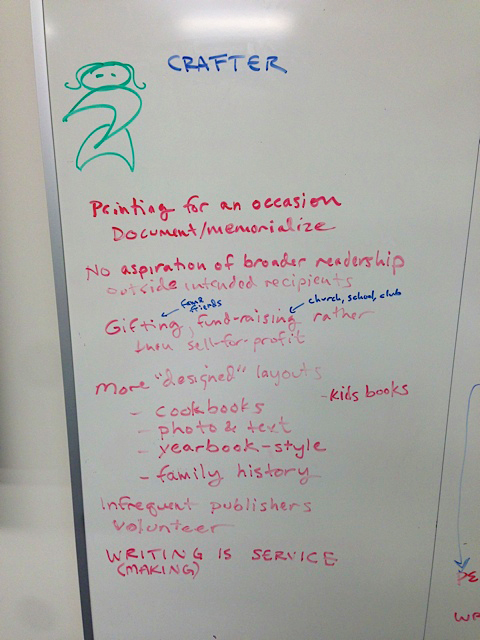 CRAFTER
Printing for an occasion
Document/memorialize
No aspiration of broader readership
outside intended recipients
fam &
friends
church, school, club
Gifting, fund-raising rather
then sell-for-profit
More "designed" layouts
- kids books
- cookbooks
- photo & text
- yearbook-style
- family history
Infrequent publishers
Volunteer
WRITING IS SERVICE
(MAKING)
PE
WR